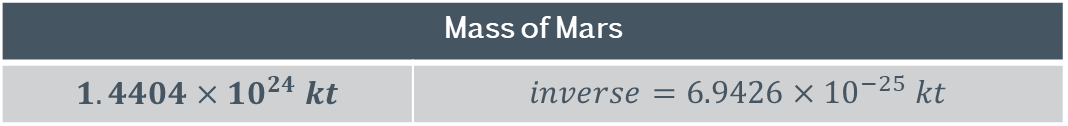 Mass of Mars
1.4404 × 10²⁴ kt
inverse = 6.9426 × 10⁻²⁵ kt